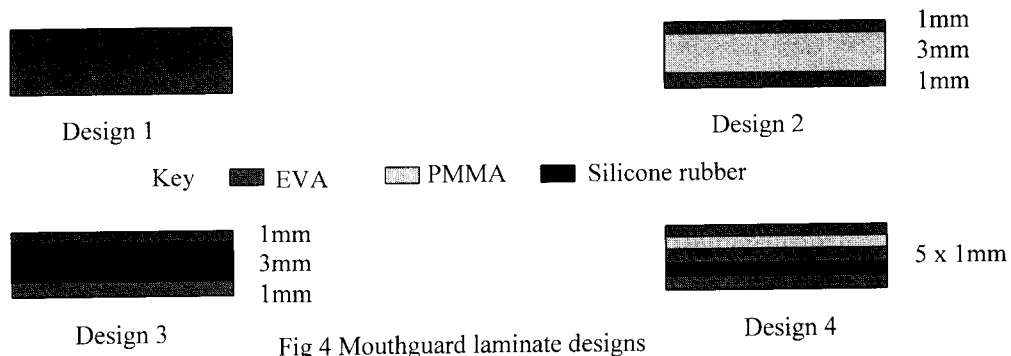 1mm
3mm
1mm
Design 1
Design 2
Key EVA PMMA Silicone rubber
1mm
3mm
1mm
5 x 1mm
Design 3
Design 4
Fig 4 Mouthguard laminate designs